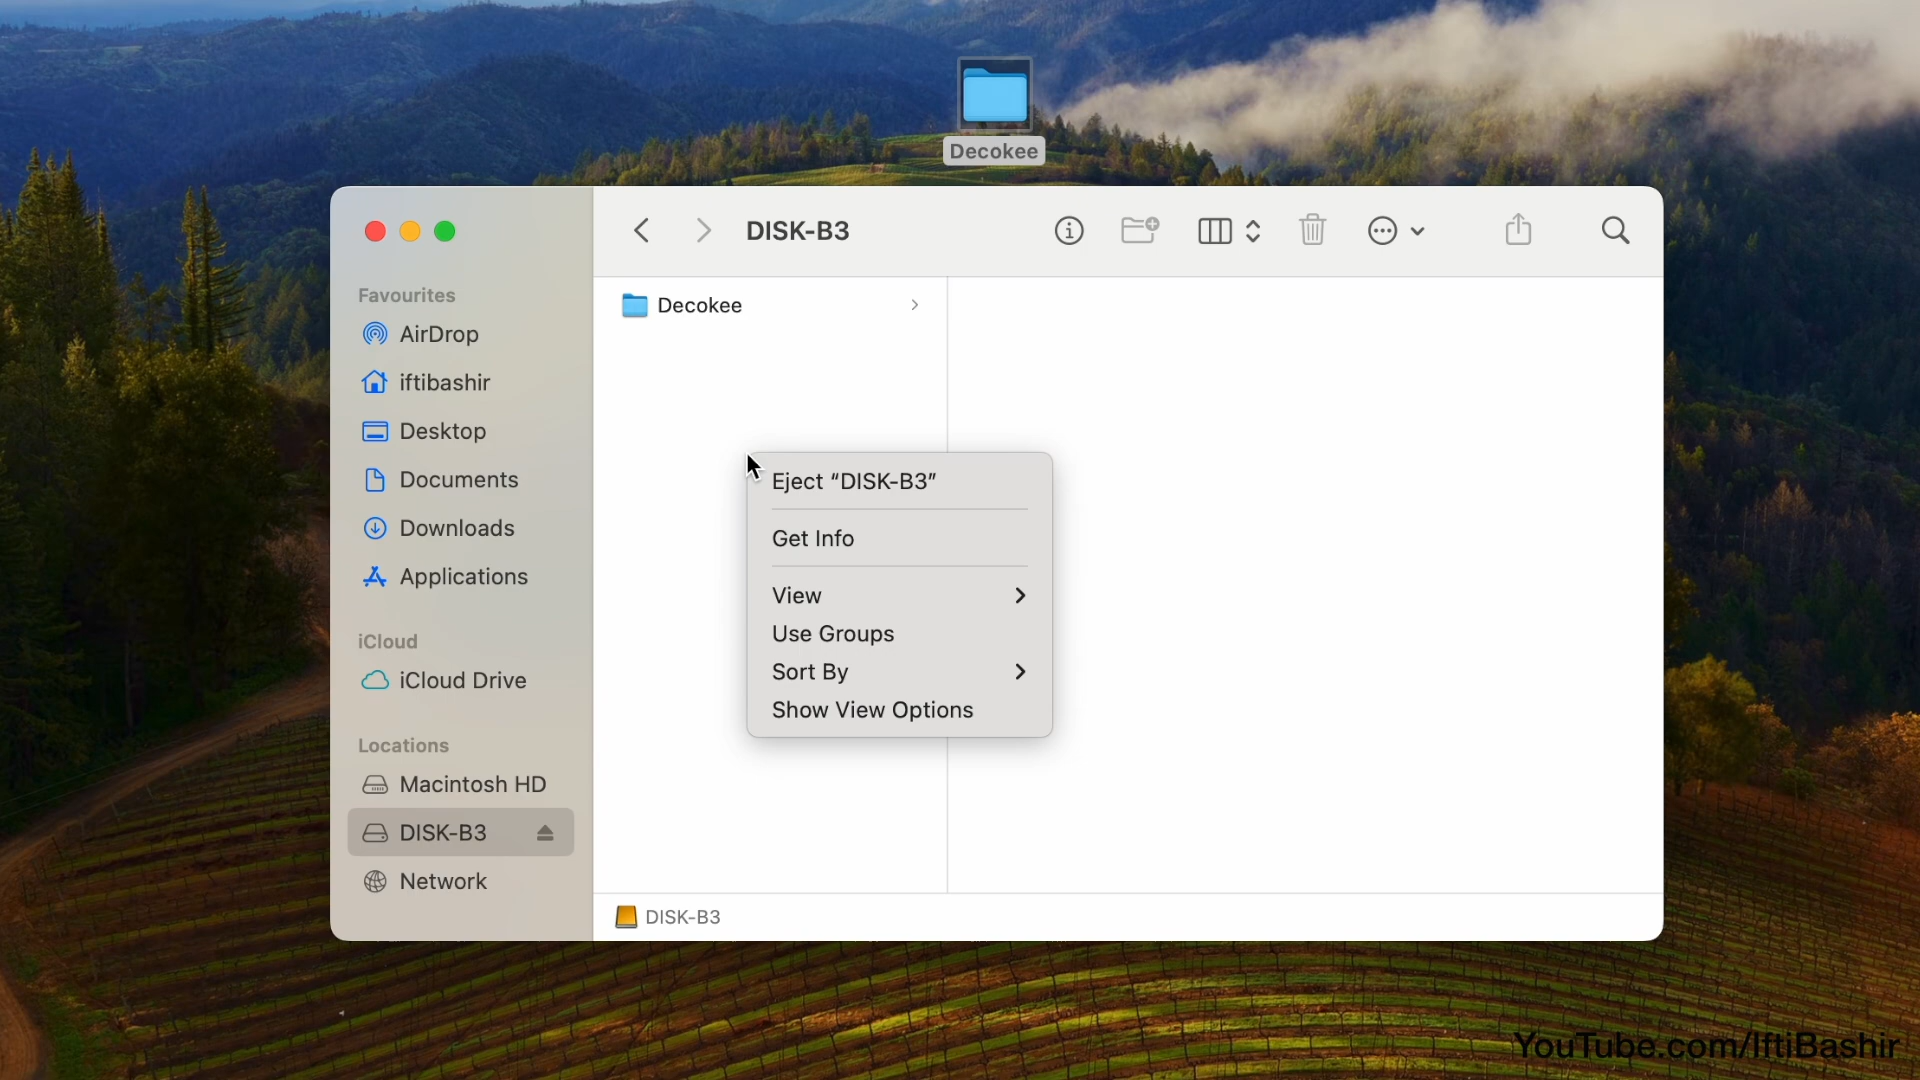 Decokee
DISK-B3
Favourites
AirDrop
iftibashir
Desktop
Documents
Downloads
Applications
iCloud
iCloud Drive
Locations
Macintosh HD
DISK-B3
Network
Decokee
Eject “DISK-B3”
Get Info
View
Use Groups
Sort By
Show View Options
DISK-B3
YouTube.com/IftiBashir